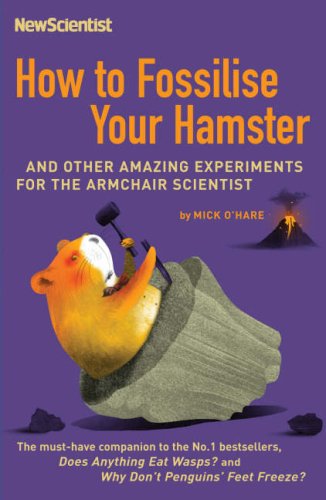 NewScientist
How to Fossilise
Your Hamster
AND OTHER AMAZING EXPERIMENTS
FOR THE ARMCHAIR SCIENTIST
by MICK O'HARE
The must-have companion to the No.1 bestsellers,
Does Anything Eat Wasps? and
Why Don't Penguins' Feet Freeze?